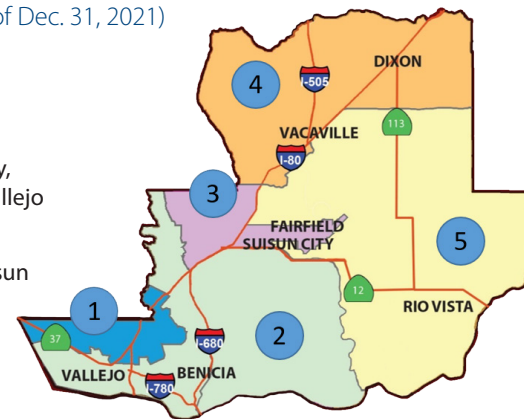 of Dec. 31, 2021)
4
I-505
DIXON
113
VACAVILLE
I-80
3
FAIRFIELD
SUISUN CITY
5
llejo
sun
12
RIO VISTA
1
2
37
I-680
VALLEJO
BENICIA
I-780